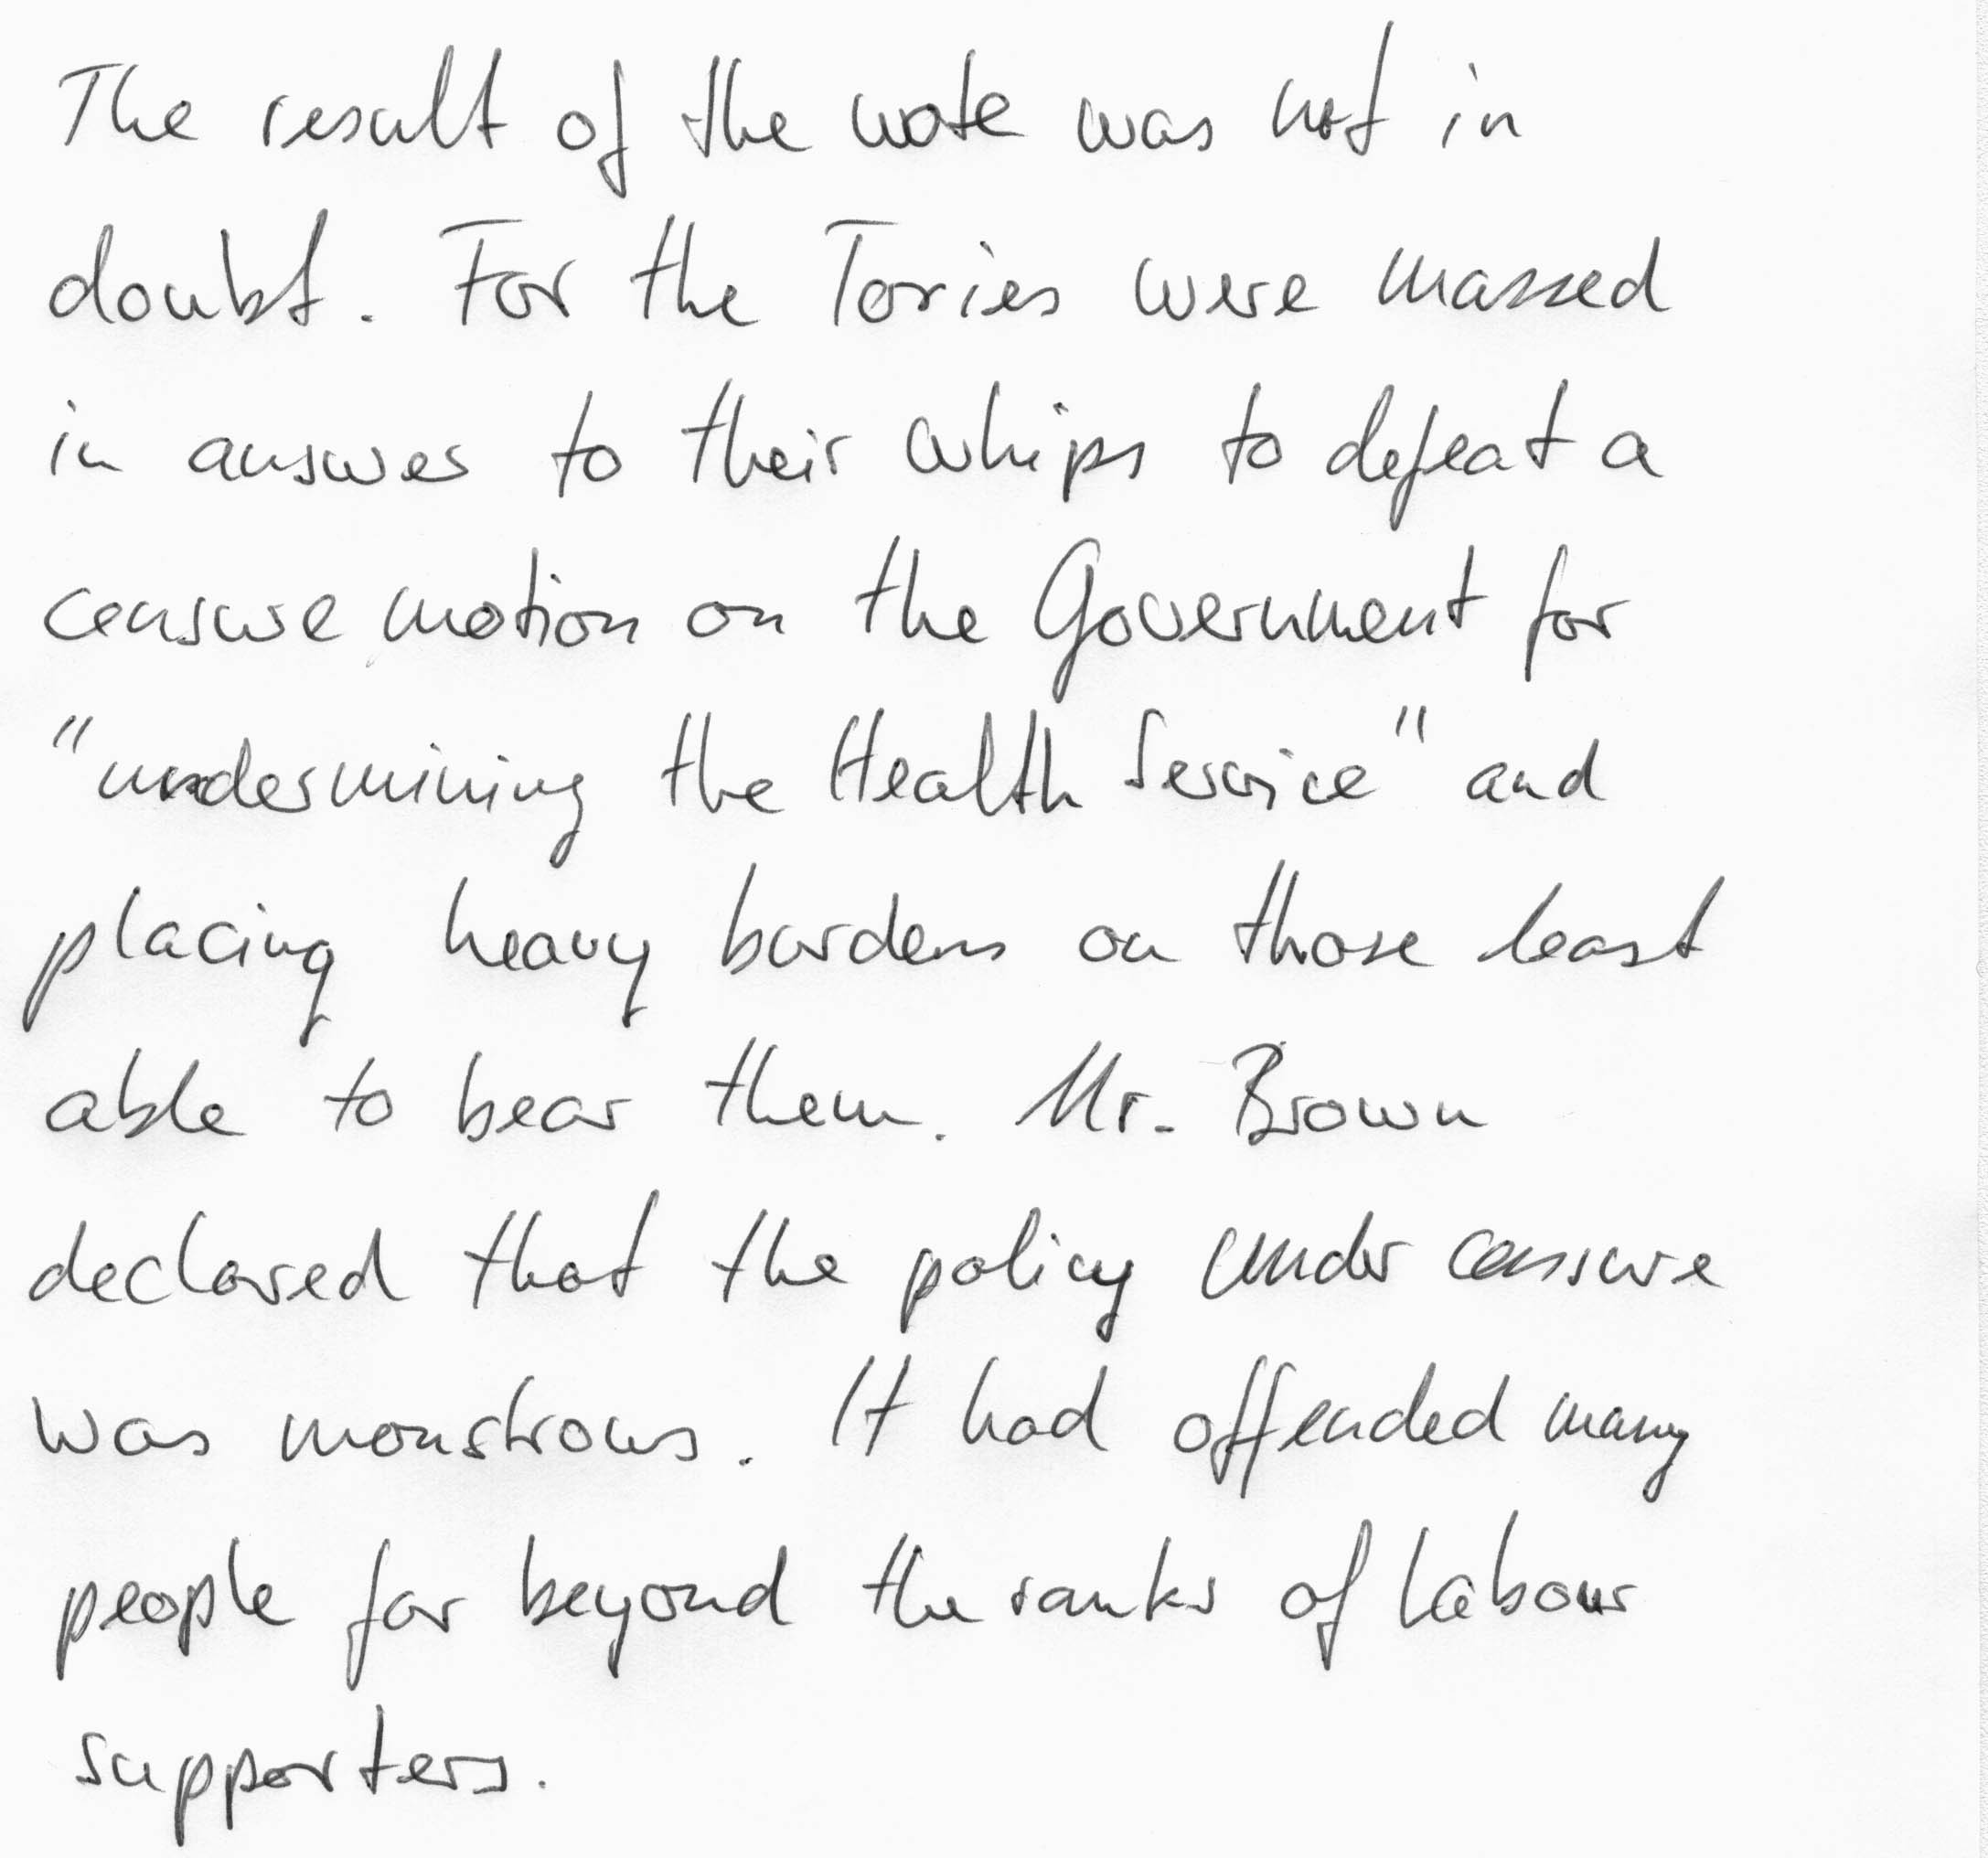 The result of the vote was not in
doubt. For the Tories were massed
in answer to their whips to defeat a
censure motion on the Government for
"undermining the Health Service" and
placing heavy burdens on those least
able to bear them. Mr. Brown
declared that the policy under censure
was monstrous. It had offended many
people far beyond the ranks of Labour
supporters.